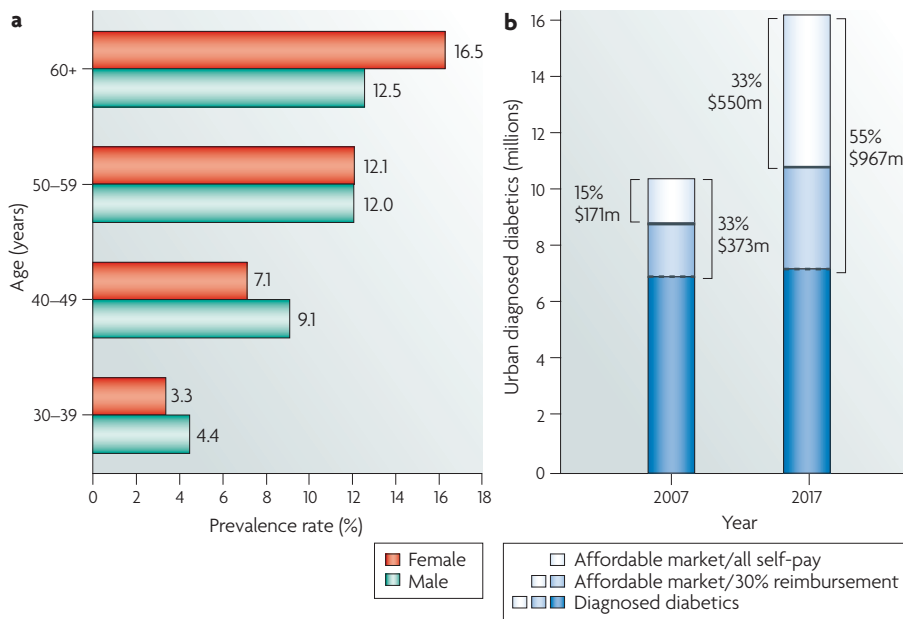 a
Age (years)
60+
16.5
12.5
50–59
12.1
12.0
40–49
7.1
9.1
30–39
3.3
4.4
0 2 4 6 8 10 12 14 16 18
Prevalence rate (%)
Female
Male
b
Urban diagnosed diabetics (millions)
16
14
12
10
8
6
4
2
0
15%
$171m
33%
$373m
33%
$550m
55%
$967m
2007 2017
Year
Affordable market/all self-pay
Affordable market/30% reimbursement
Diagnosed diabetics